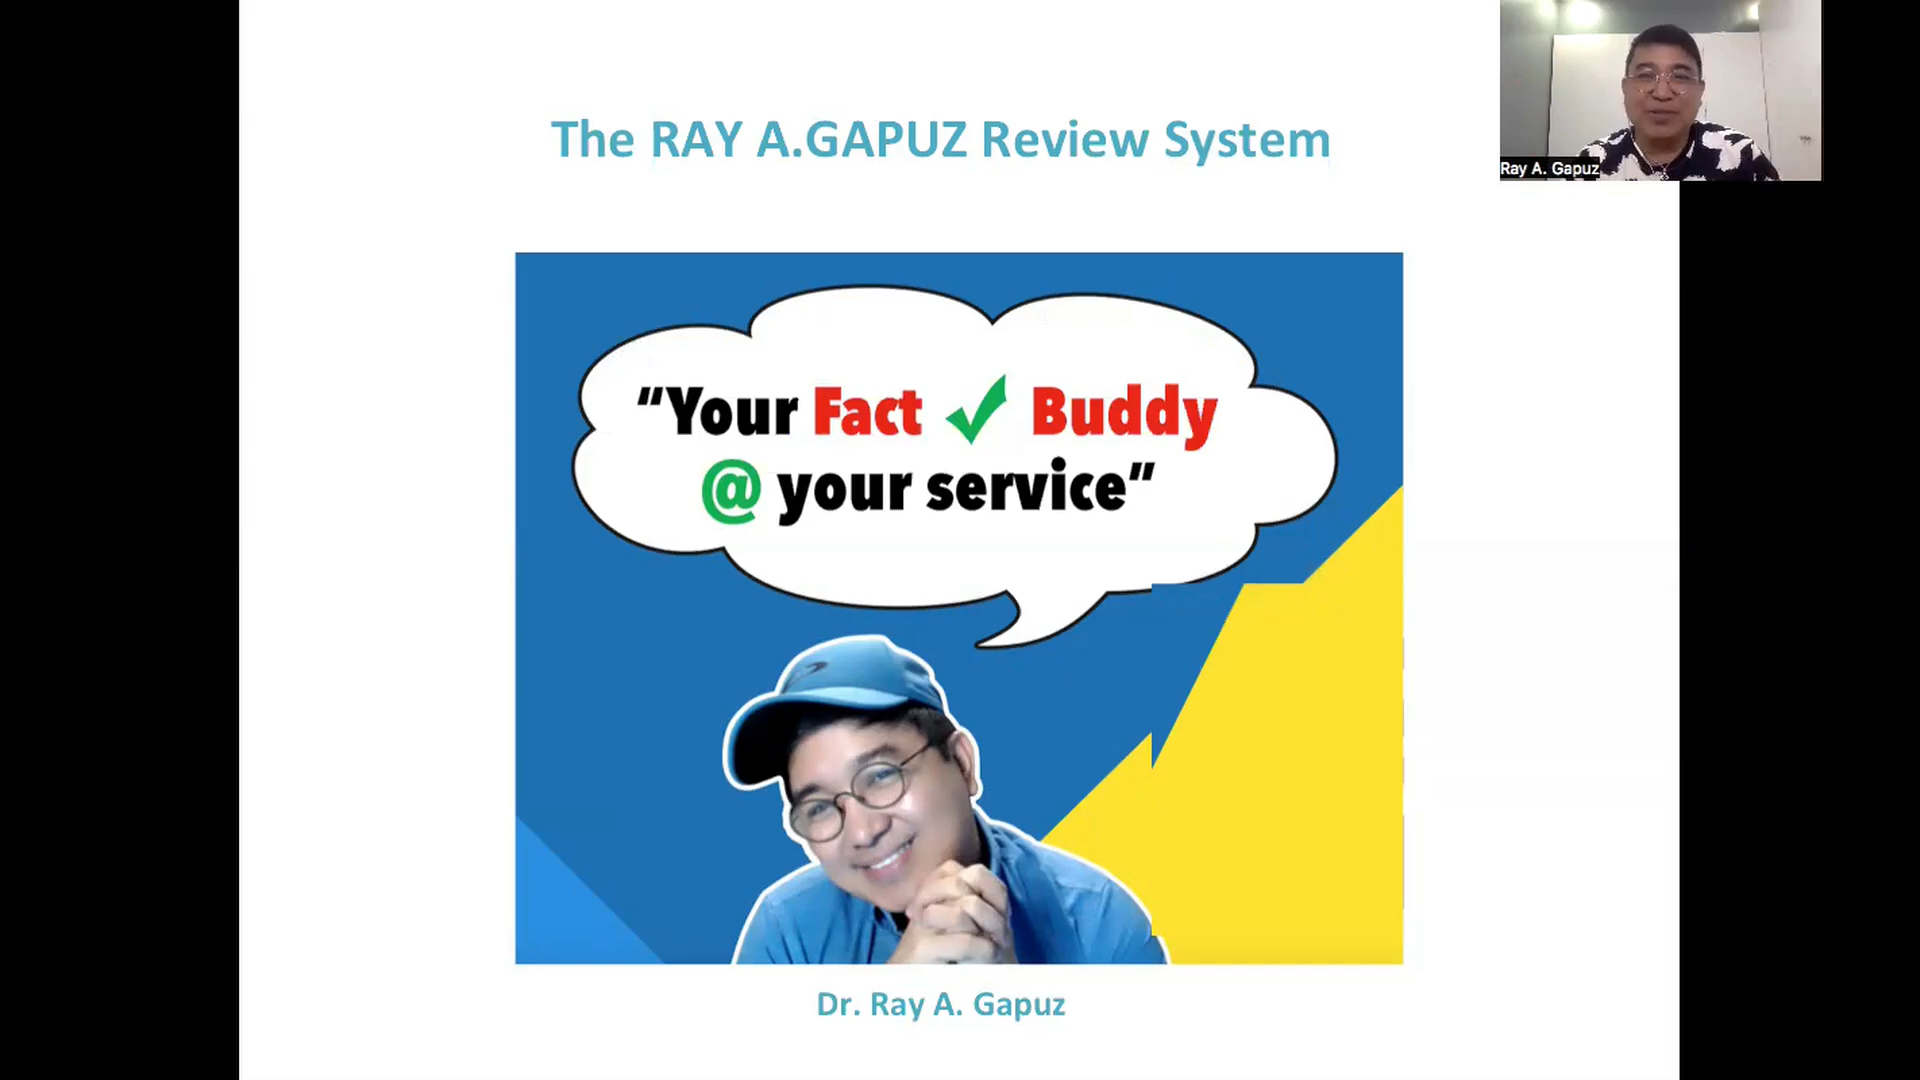 The RAY A.GAPUZ Review System
Ray A. Gapuz
“Your Fact ✓ Buddy
@ your service”
Dr. Ray A. Gapuz